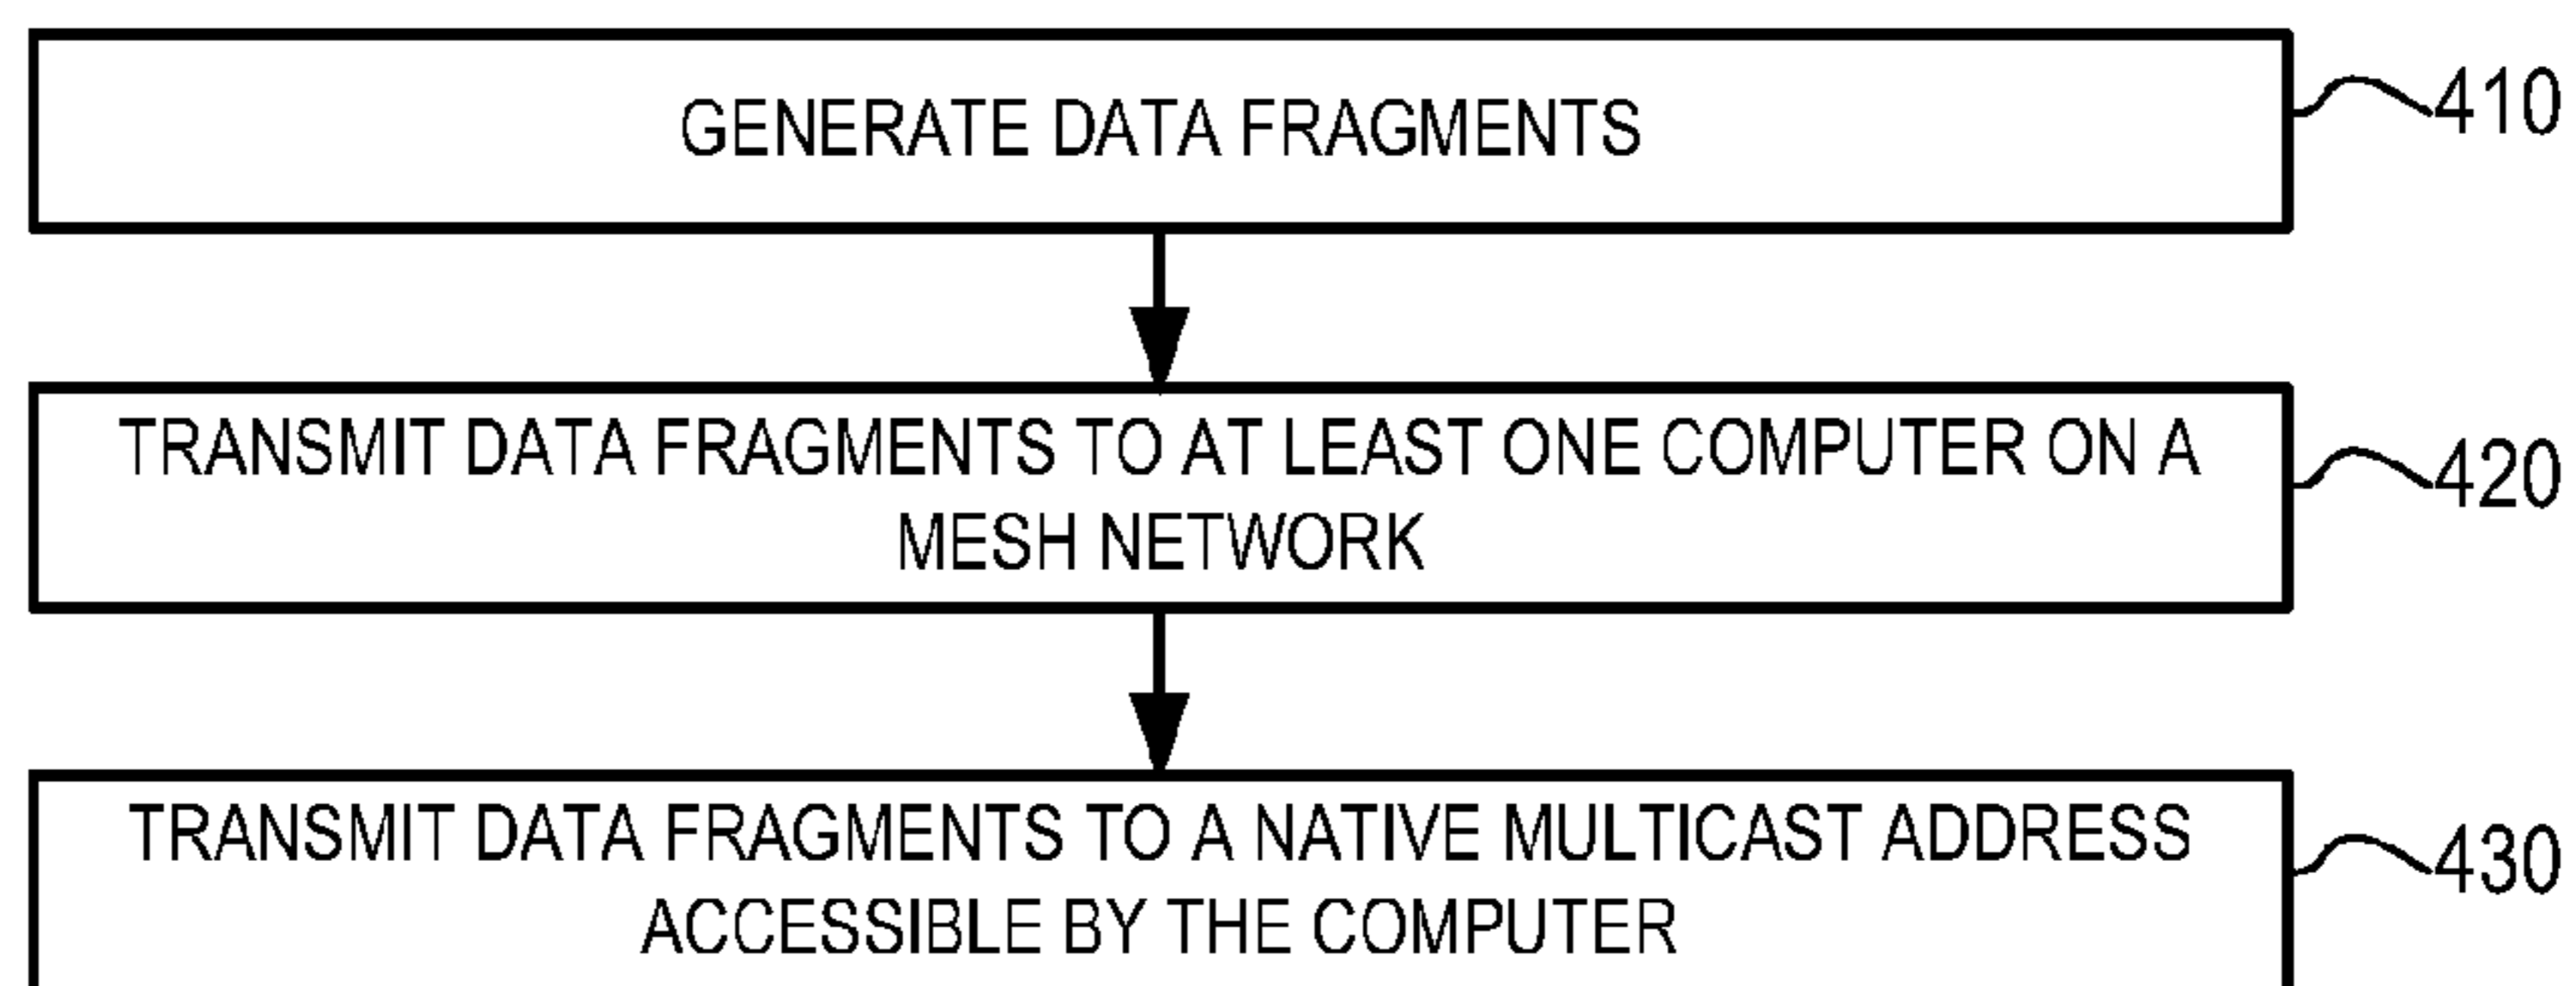 GENERATE DATA FRAGMENTS
410
TRANSMIT DATA FRAGMENTS TO AT LEAST ONE COMPUTER ON A
MESH NETWORK
420
TRANSMIT DATA FRAGMENTS TO A NATIVE MULTICAST ADDRESS
ACCESSIBLE BY THE COMPUTER
430